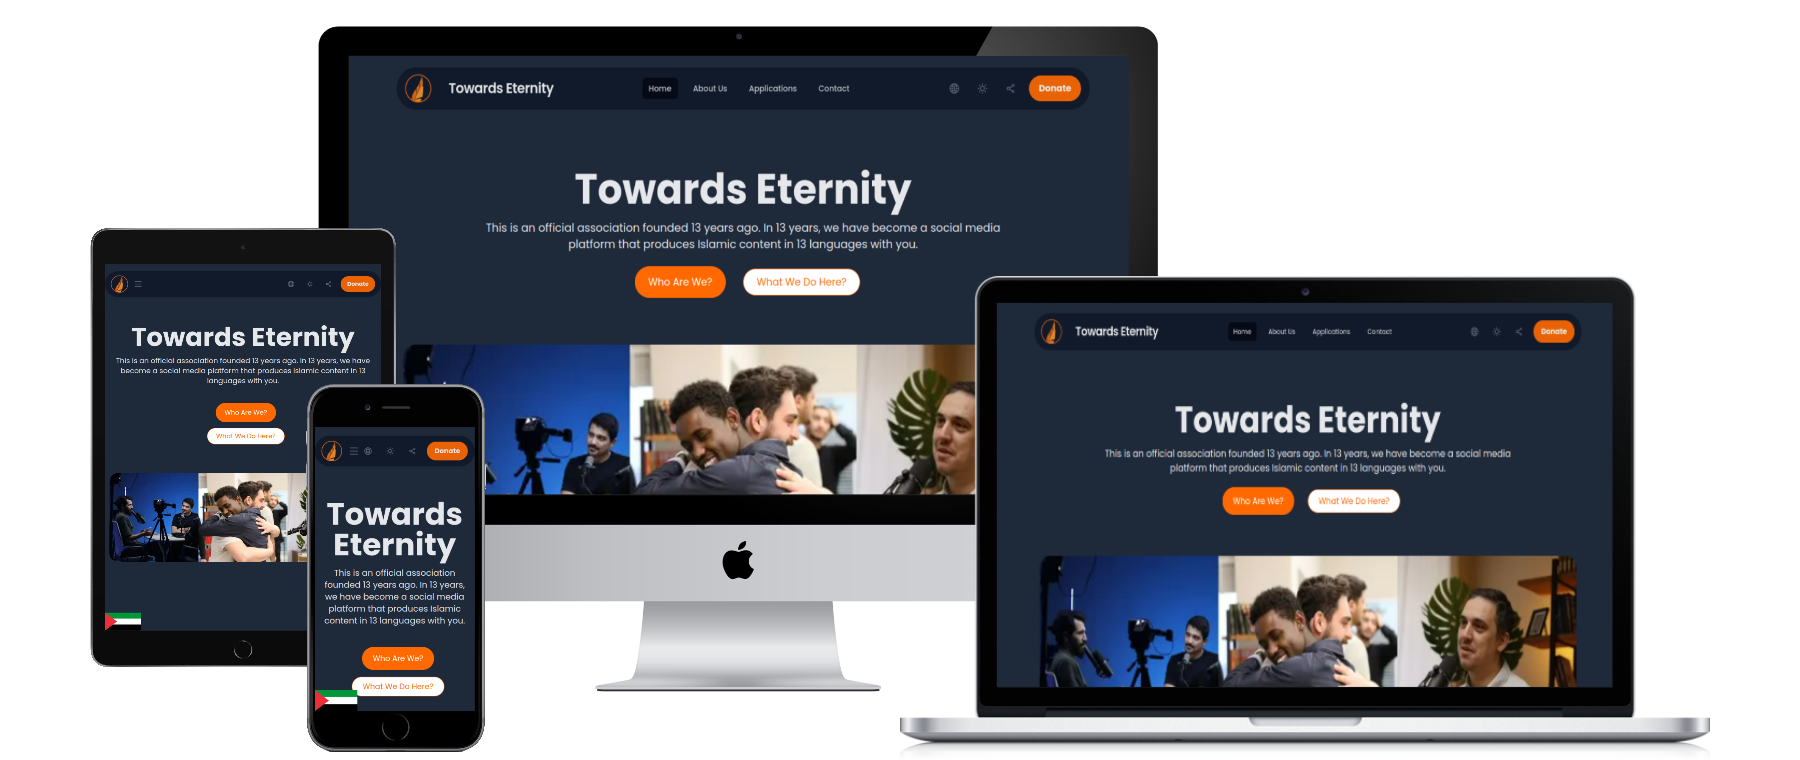 Towards Eternity
Home
About Us
Applications
Contact
Donate
Towards Eternity
This is an official association founded 13 years ago. In 13 years, we have become a social media
platform that produces Islamic content in 13 languages with you.
Who Are We?
What We Do Here?
Donate
Towards Eternity
This is an official association founded 13 years ago. In 13 years, we have
become a social media platform that produces Islamic content in 13
languages with you.
Who Are We?
What We Do Here?
Donate
Towards
Eternity
This is an official association
founded 13 years ago. In 13 years,
we have become a social media
platform that produces Islamic
content in 13 languages with you.
Who Are We?
What We Do Here?
Towards Eternity
Home
About Us
Applications
Contact
Donate
Towards Eternity
This is an official association founded 13 years ago. In 13 years, we have become a social media
platform that produces Islamic content in 13 languages with you.
Who Are We?
What We Do Here?